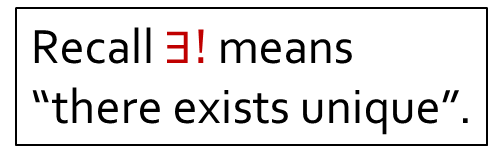 Recall ∃! means
“there exists unique”.